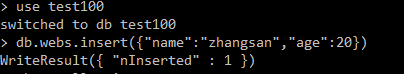 > use test100
switched to db test100
> db.webs.insert({"name":"zhangsan","age":20})
WriteResult({ "nInserted" : 1 })